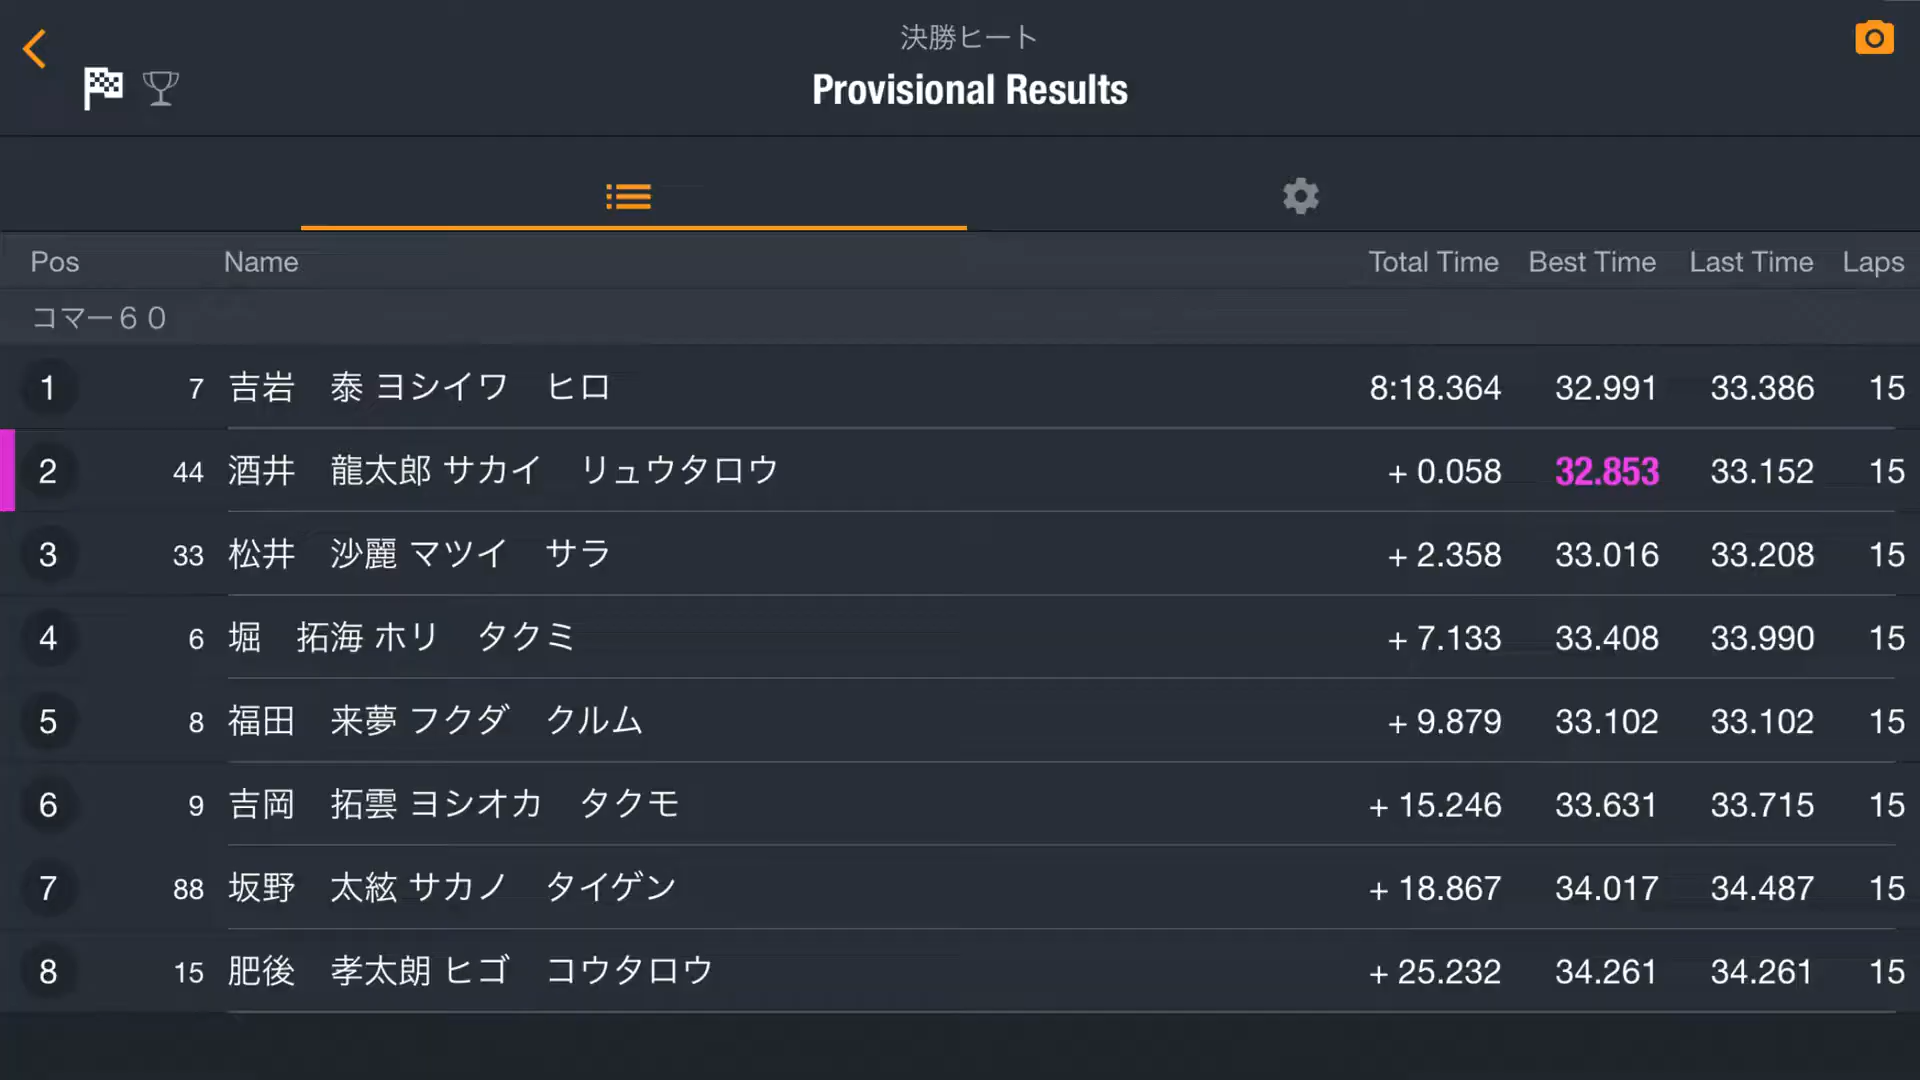 決勝ヒート
Provisional Results
Pos Name Total Time Best Time Last Time Laps
コマー６０
1 7 吉岩　泰 ヨシイワ　ヒロ 8:18.364 32.991 33.386 15
2 44 酒井　龍太郎 サカイ　リュウタロウ + 0.058 32.853 33.152 15
3 33 松井　沙麗 マツイ　サラ + 2.358 33.016 33.208 15
4 6 堀　拓海 ホリ　タクミ + 7.133 33.408 33.990 15
5 8 福田　来夢 フクダ　クルム + 9.879 33.102 33.102 15
6 9 吉岡　拓雲 ヨシオカ　タクモ + 15.246 33.631 33.715 15
7 88 坂野　太絃 サカノ　タイゲン + 18.867 34.017 34.487 15
8 15 肥後　孝太朗 ヒゴ　コウタロウ + 25.232 34.261 34.261 15